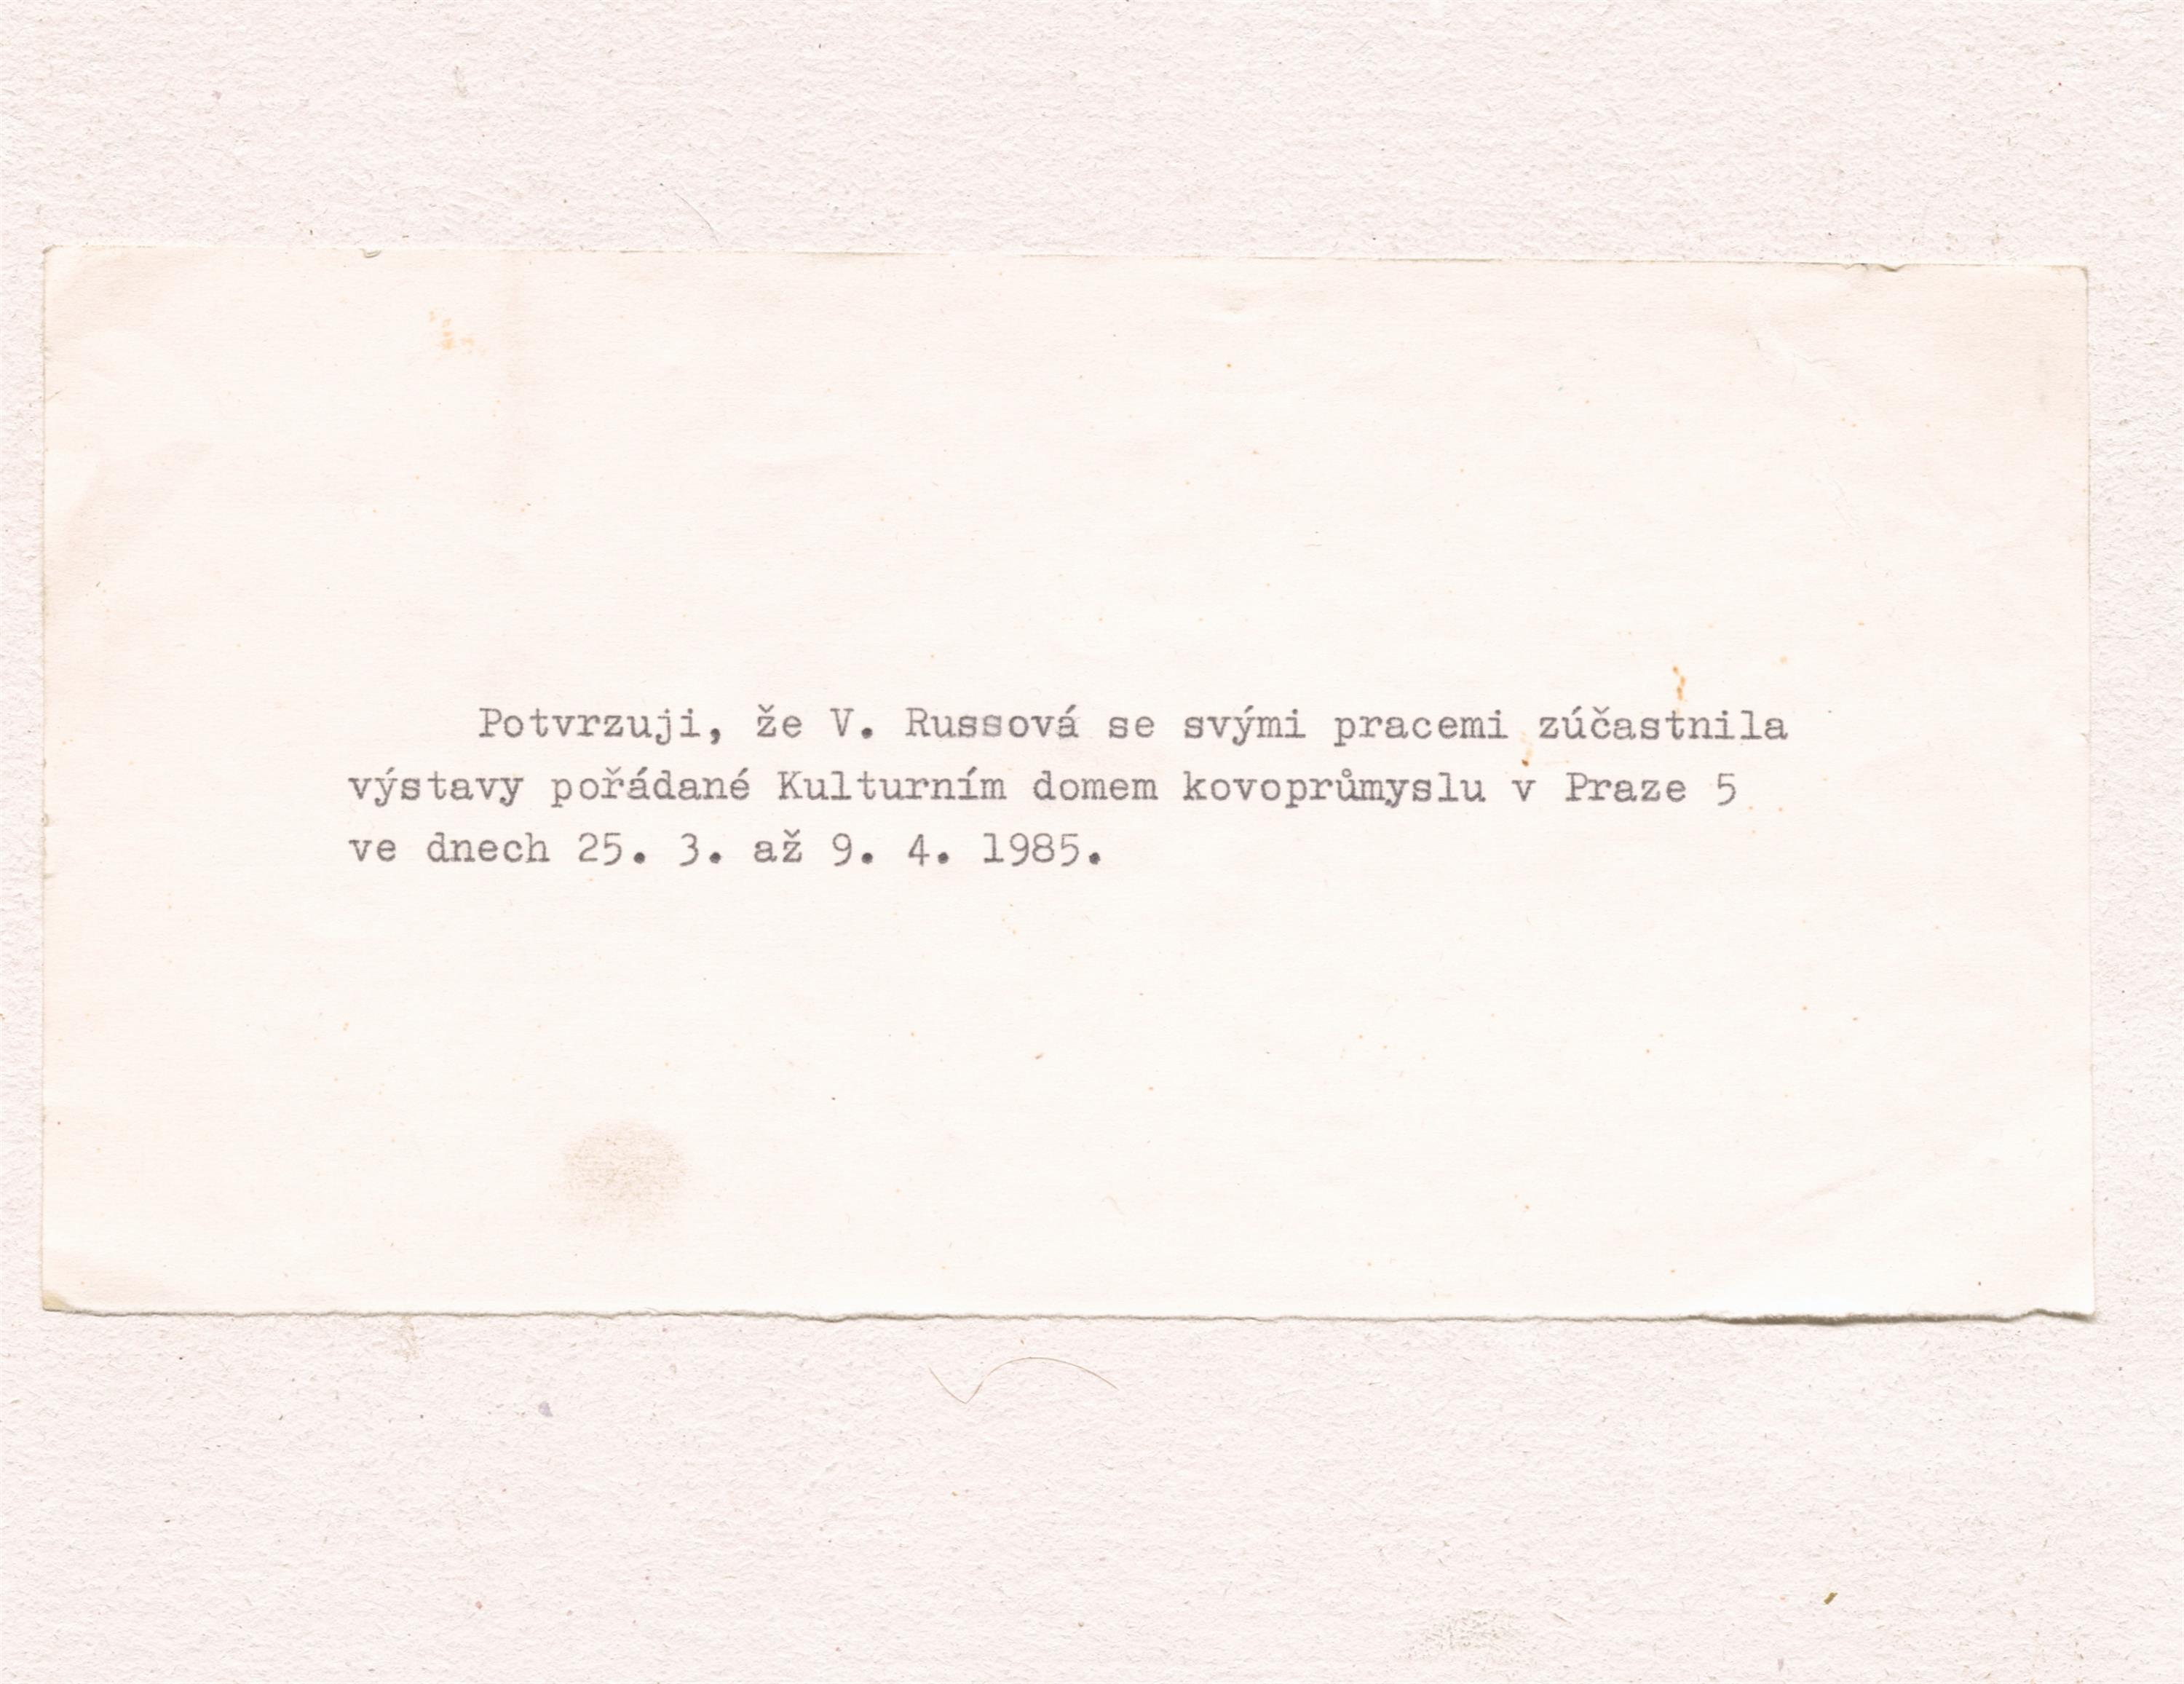 Potvrzuji, že V. Russová se svými pracemi zúčastnila
výstavy pořádané Kulturním domem kovoprůmyslu v Praze 5
ve dnech 25. 3. až 9. 4. 1985.